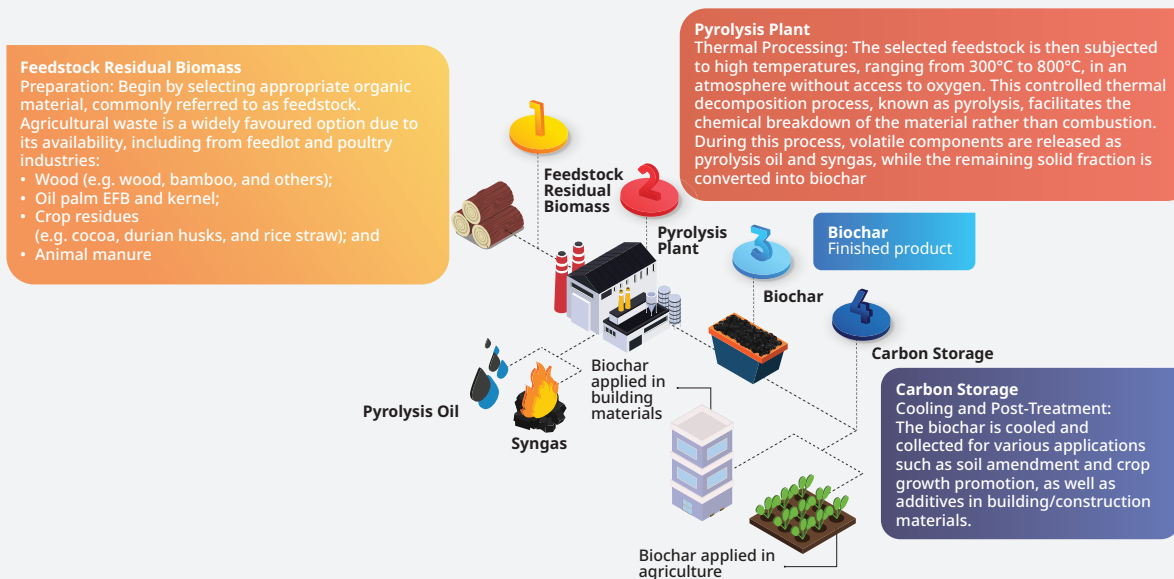 Feedstock Residual Biomass
Preparation: Begin by selecting appropriate organic
material, commonly referred to as feedstock.
Agricultural waste is a widely favoured option due to
its availability, including from feedlot and poultry
industries:
• Wood (e.g. wood, bamboo, and others);
• Oil palm EFB and kernel;
• Crop residues
(e.g. cocoa, durian husks, and rice straw); and
• Animal manure
1
Feedstock
Residual
Biomass
Pyrolysis Plant
Thermal Processing: The selected feedstock is then subjected
to high temperatures, ranging from 300°C to 800°C, in an
atmosphere without access to oxygen. This controlled thermal
decomposition process, known as pyrolysis, facilitates the
chemical breakdown of the material rather than combustion.
During this process, volatile components are released as
pyrolysis oil and syngas, while the remaining solid fraction is
converted into biochar
2
Pyrolysis
Plant
3
Biochar
Biochar
Finished product
4
Carbon Storage
Carbon Storage
Cooling and Post-Treatment:
The biochar is cooled and
collected for various applications
such as soil amendment and crop
growth promotion, as well as
additives in building/construction
materials.
Pyrolysis Oil
Syngas
Biochar
applied in
building
materials
Biochar applied in
agriculture